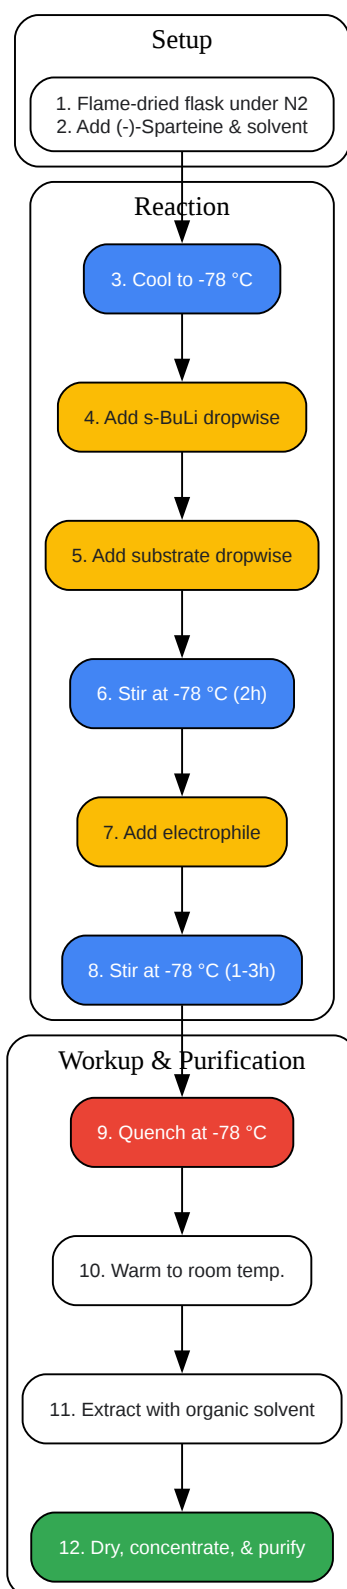 Setup
1. Flame-dried flask under N2
2. Add (-)-Sparteine & solvent
Reaction
3. Cool to -78 °C
4. Add s-BuLi dropwise
5. Add substrate dropwise
6. Stir at -78 °C (2h)
7. Add electrophile
8. Stir at -78 °C (1-3h)
Workup & Purification
9. Quench at -78 °C
10. Warm to room temp.
11. Extract with organic solvent
12. Dry, concentrate, & purify